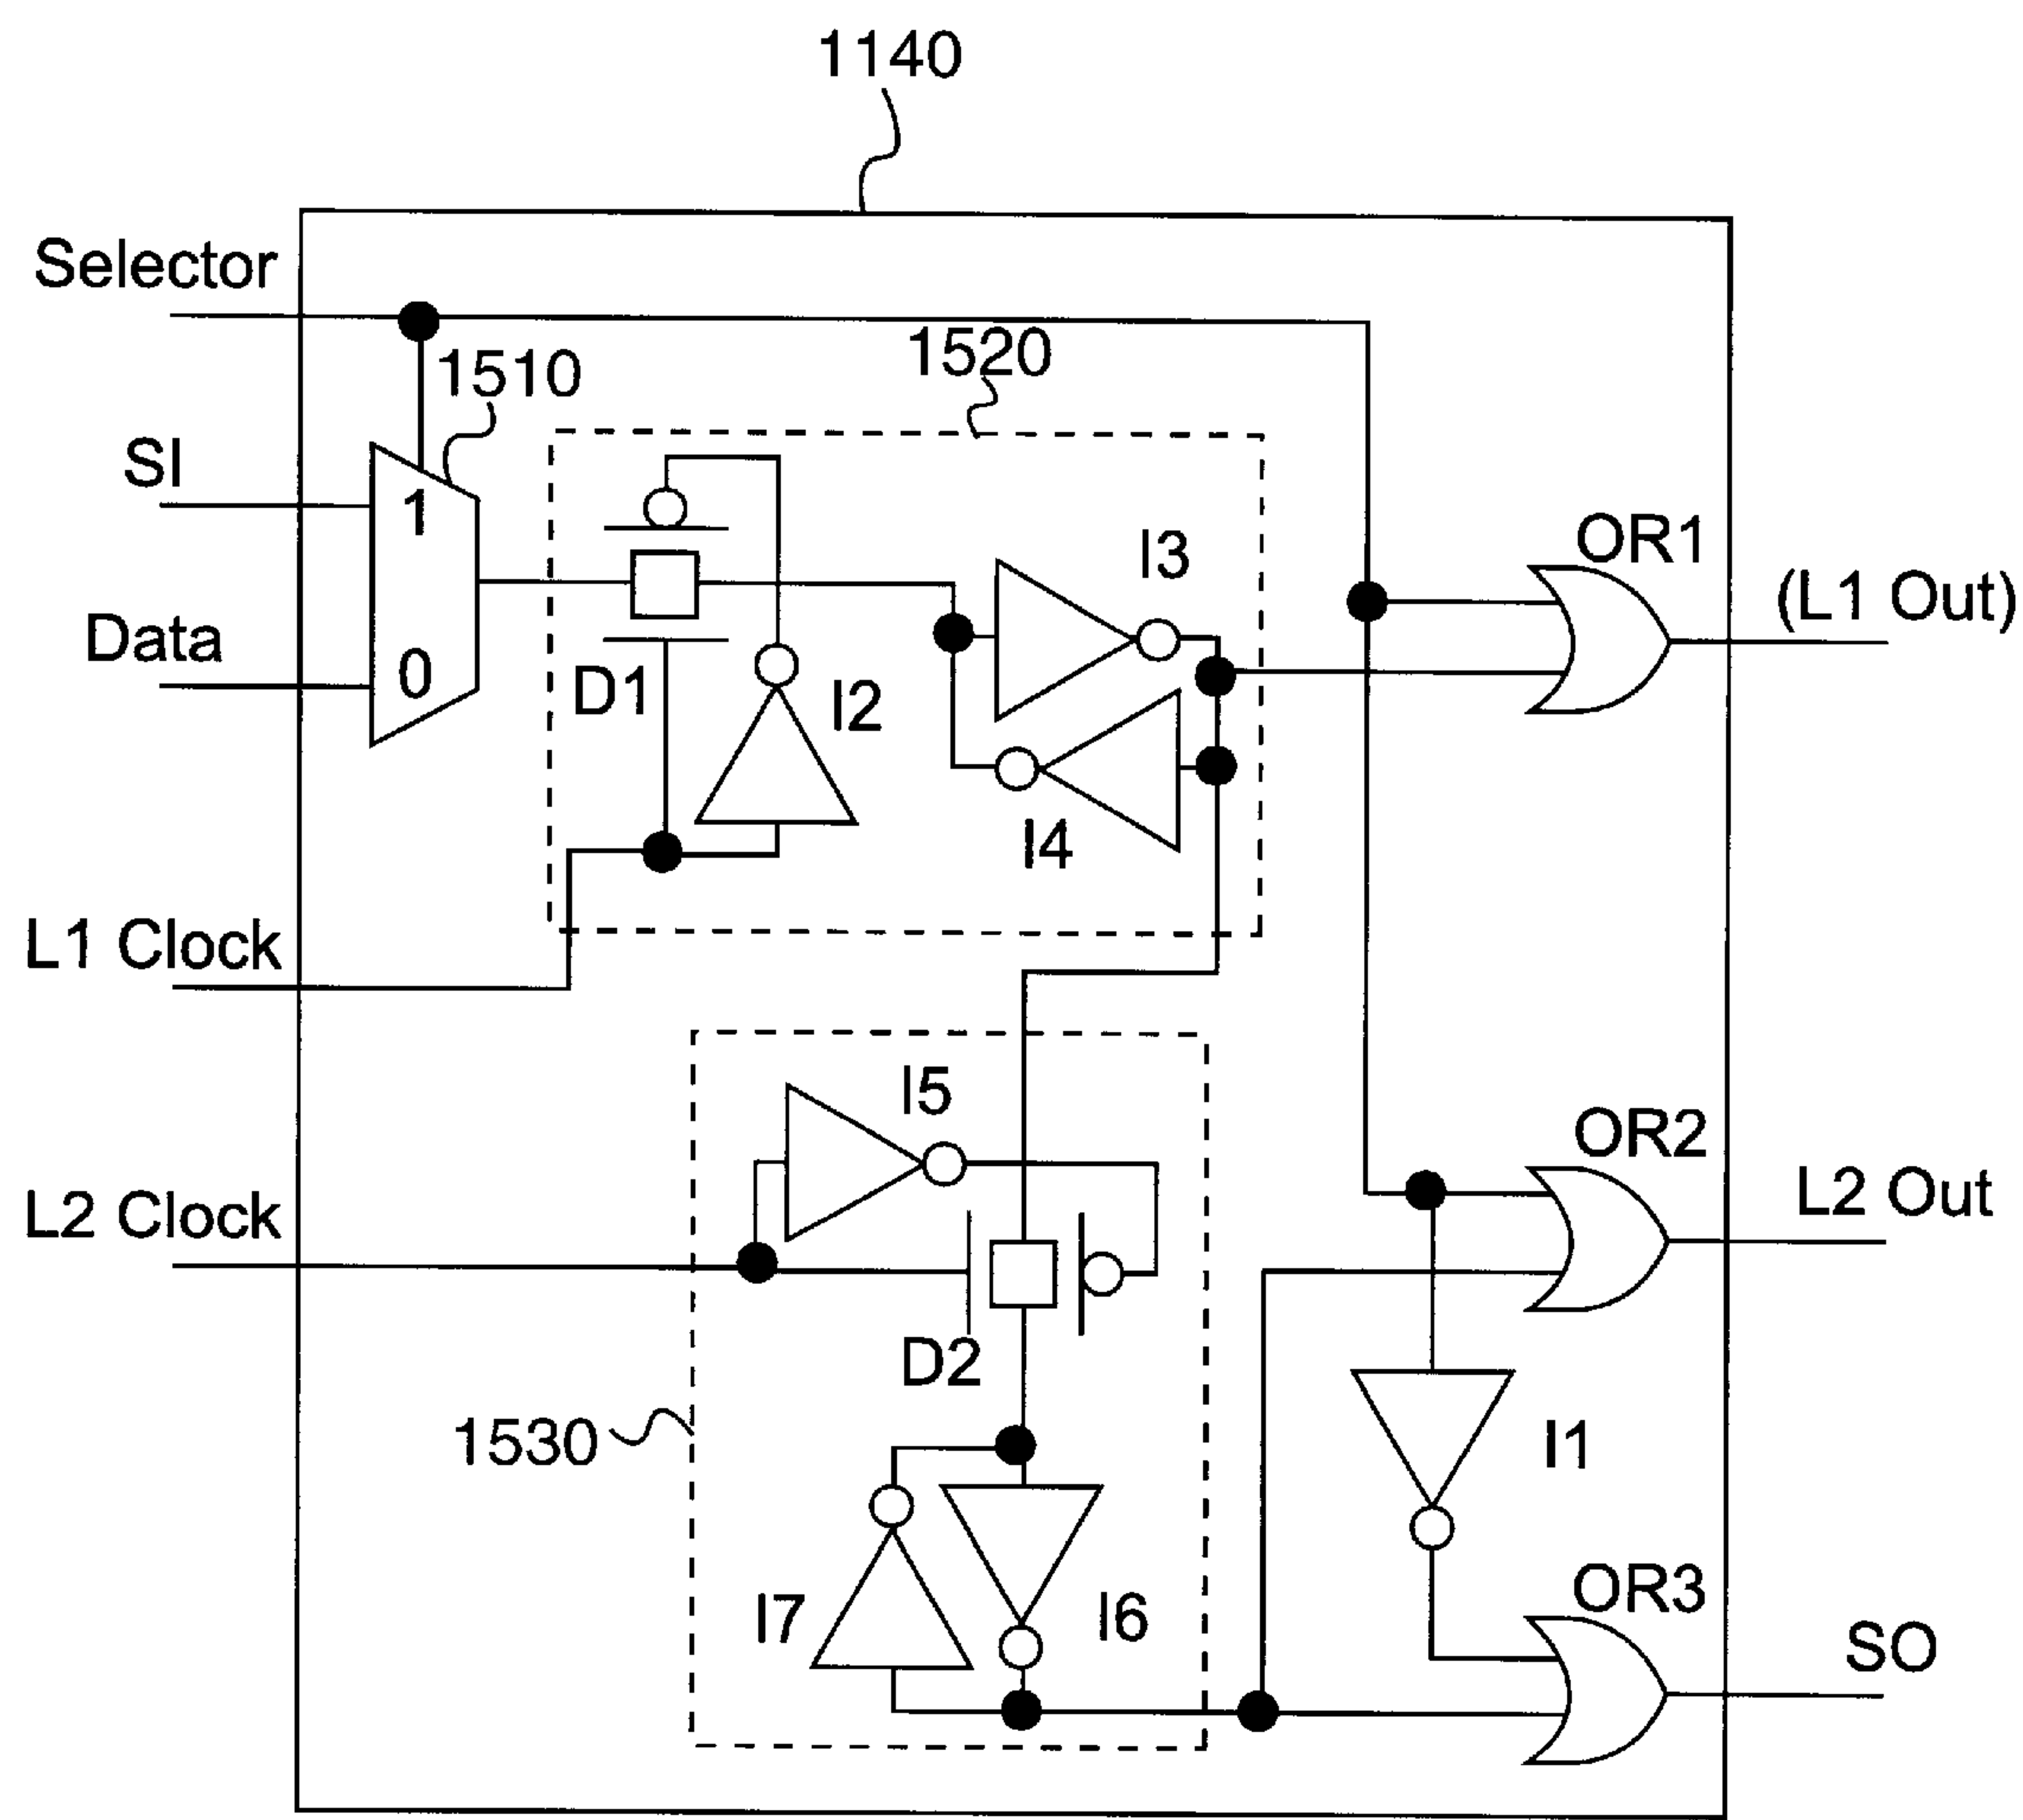 1140
Selector
1510
1520
SI
1
I3
OR1
(L1 Out)
Data
0
D1
I2
I4
L1 Clock
I5
OR2
L2 Out
L2 Clock
D2
1530
I1
I7
I6
OR3
SO